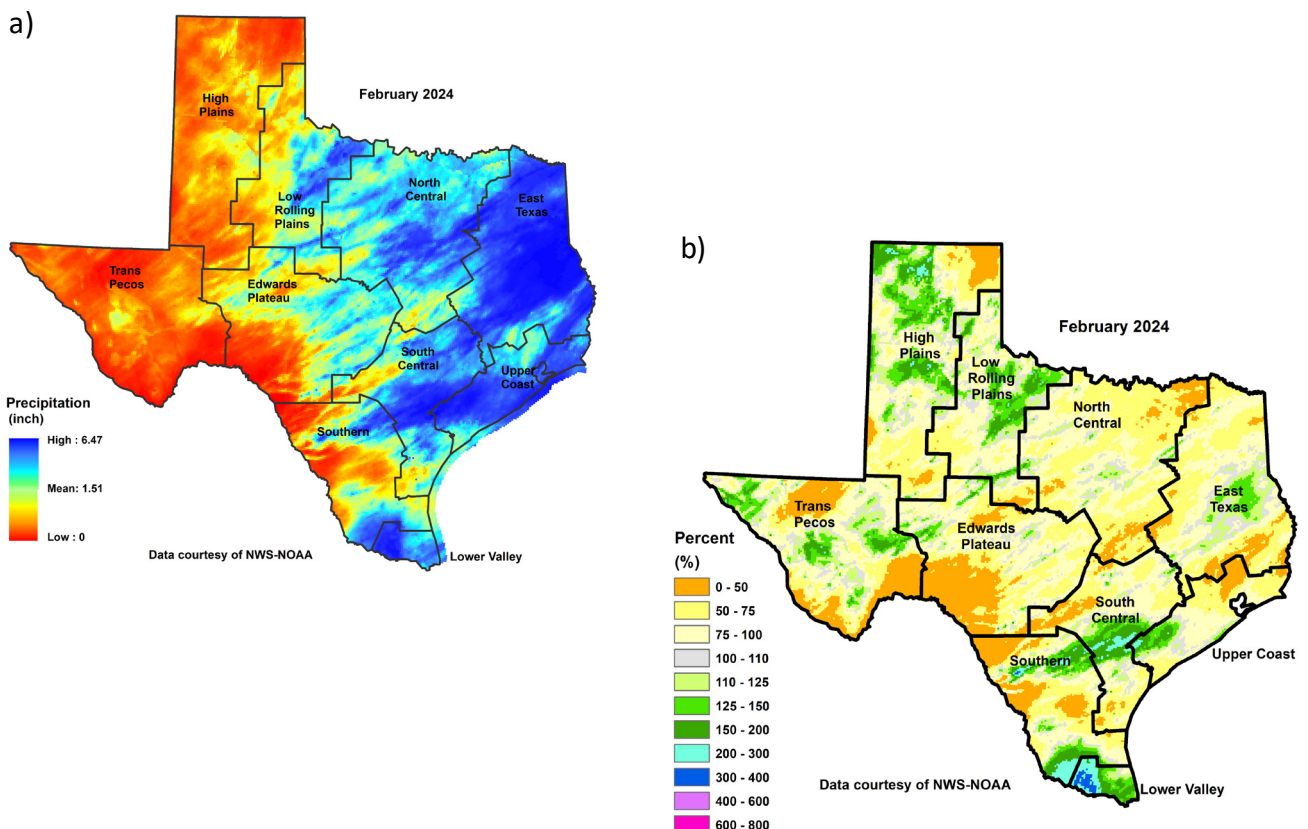 a)
February 2024
High
Plains
North
Central
East
Texas
Low
Rolling
Plains
Trans
Pecos
Edwards
Plateau
South
Central
Upper
Coast
Southern
Precipitation
(inch)
High : 6.47
Mean: 1.51
Low : 0
Data courtesy of NWS-NOAA
Lower Valley
b)
February 2024
High
Plains
Low
Rolling
Plains
North
Central
East
Texas
Trans
Pecos
Edwards
Plateau
South
Central
Southern
Upper Coast
Percent
(%)
0 - 50
50 - 75
75 - 100
100 - 110
110 - 125
125 - 150
150 - 200
200 - 300
300 - 400
400 - 600
600 - 800
Data courtesy of NWS-NOAA
Lower Valley